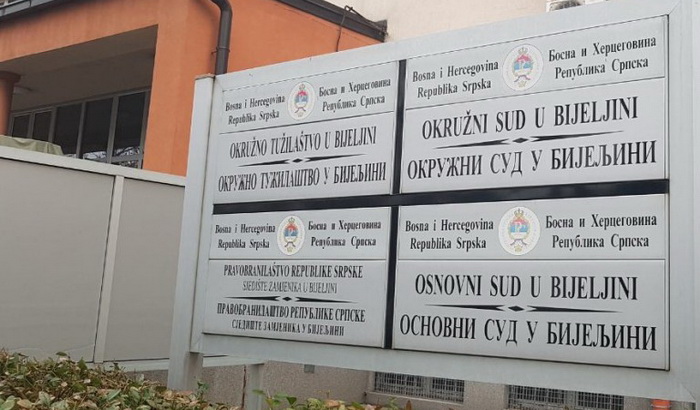 Bosna i Hercegovina
Republika Srpska
Босна и Херцеговина
Република Српска
OKRUŽNO TUŽILAŠTVO U BIJELJINI
ОКРУЖНО ТУЖИЛАШТВО У БИЈЕЉИНИ
Bosna i Hercegovina
Republika Srpska
Босна и Херцеговина
Република Српска
OKRUŽNI SUD U BIJELJINI
ОКРУЖНИ СУД У БИЈЕЉИНИ
Bosna i Hercegovina
Republika Srpska
Босна и Херцеговина
Република Српска
PRAVOBRANILAŠTVO REPUBLIKE SRPSKE
SJEDIŠTE ZAMJENIKA U BIJELJINI
ПРАВОБРАНИЛАШТВО РЕПУБЛИКЕ СРПСКЕ
СЈЕДИШТЕ ЗАМЈЕНИКА У БИЈЕЉИНИ
Bosna i Hercegovina
Republika Srpska
Босна и Херцеговина
Република Српска
OSNOVNI SUD U BIJELJINI
ОСНОВНИ СУД У БИЈЕЉИНИ